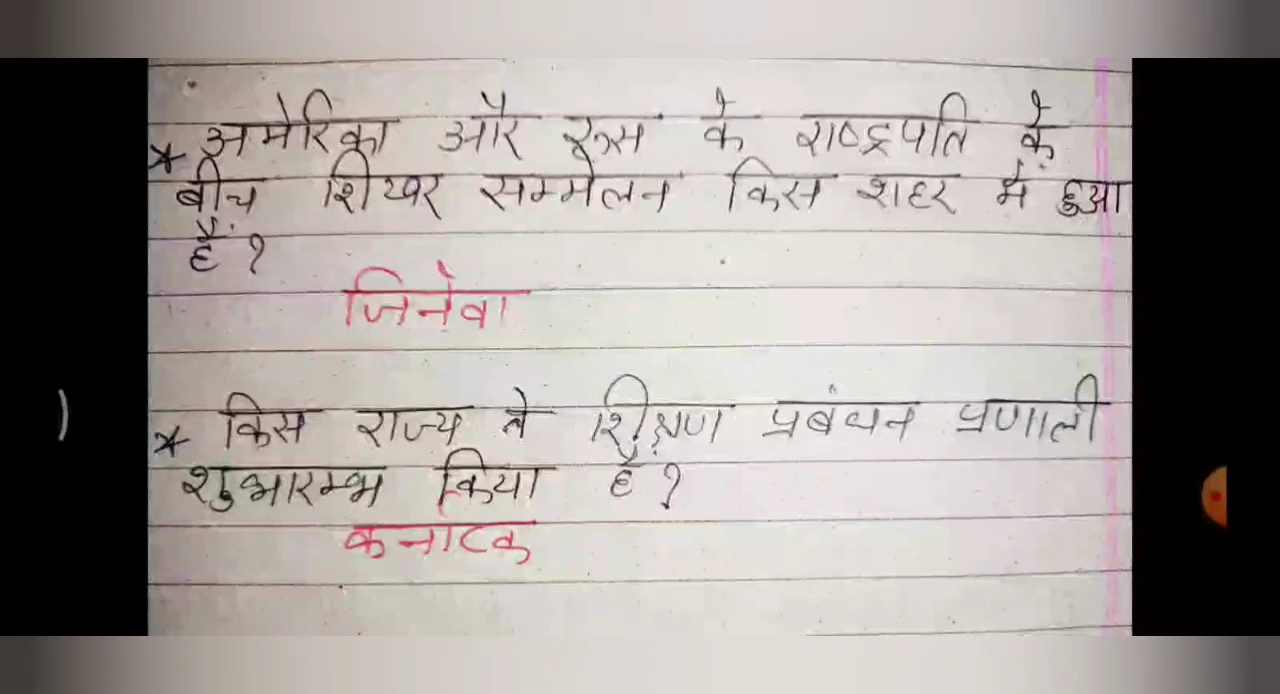 * अमेरिका और रूस के राष्ट्रपति के
बीच शिखर सम्मेलन किस शहर में हुआ
है ?
जिनेवा
* किस राज्य ने शिक्षण प्रबंधन प्रणाली
शुभारम्भ किया है ?
कर्नाटक